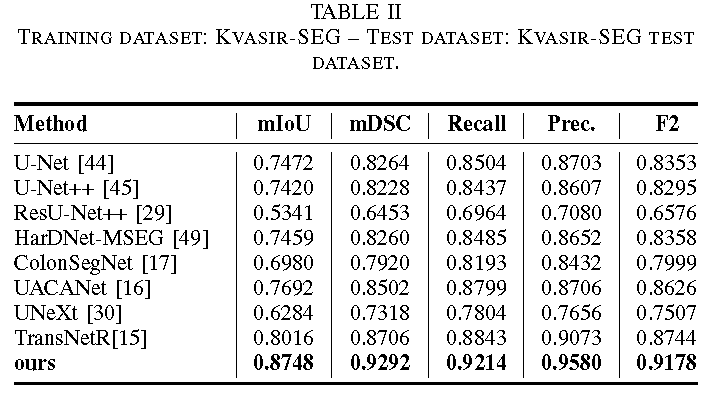 TABLE II
TRAINING DATASET: KVASIR-SEG – TEST DATASET: KVASIR-SEG TEST
DATASET.
Method mIoU mDSC Recall Prec. F2
U-Net [44] 0.7472 0.8264 0.8504 0.8703 0.8353
U-Net++ [45] 0.7420 0.8228 0.8437 0.8607 0.8295
ResU-Net++ [29] 0.5341 0.6453 0.6964 0.7080 0.6576
HarDNet-MSEG [49] 0.7459 0.8260 0.8485 0.8652 0.8358
ColonSegNet [17] 0.6980 0.7920 0.8193 0.8432 0.7999
UACANet [16] 0.7692 0.8502 0.8799 0.8706 0.8626
UNeXt [30] 0.6284 0.7318 0.7804 0.7656 0.7507
TransNetR[15] 0.8016 0.8706 0.8843 0.9073 0.8744
ours 0.8748 0.9292 0.9214 0.9580 0.9178